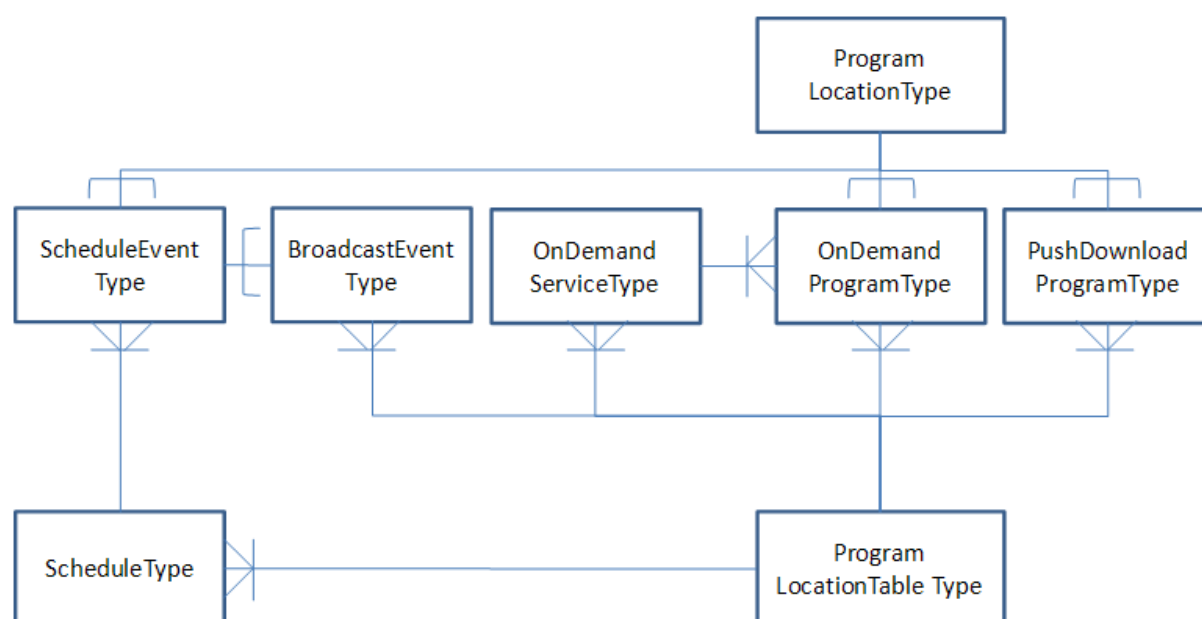 Program
LocationType
ScheduleEvent
Type
BroadcastEvent
Type
OnDemand
ServiceType
OnDemand
ProgramType
PushDownload
ProgramType
ScheduleType
Program
LocationTable Type